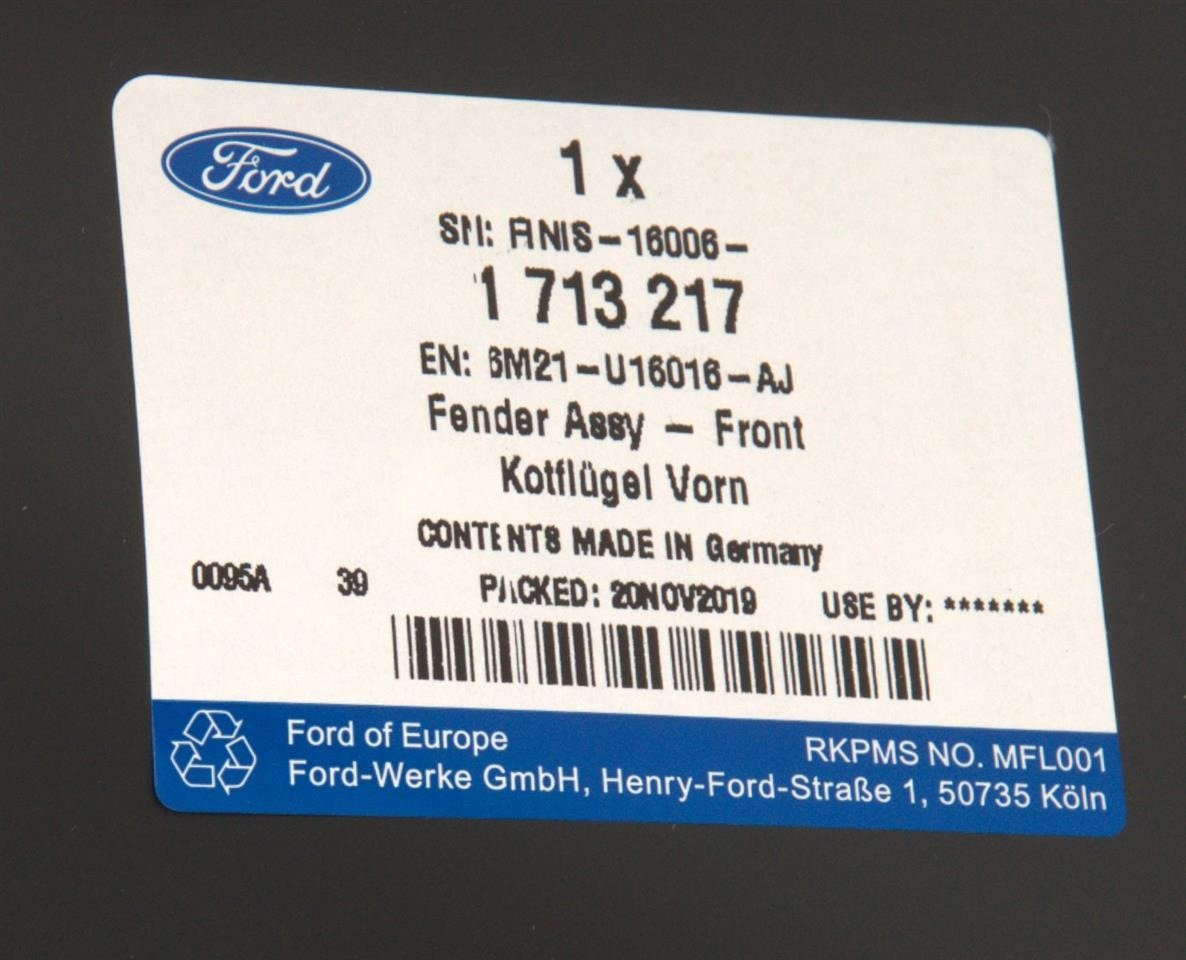 Ford
1 x
SN: FINIS-16006-
1 713 217
EN: 6M21-U16016-AJ
Fender Assy - Front
Kotflügel Vorn
CONTENTS MADE IN Germany
0095A 39 PACKED: 20NOV2019 USE BY: *******
Ford of Europe RKPMS NO. MFL001
Ford-Werke GmbH, Henry-Ford-Straße 1, 50735 Köln